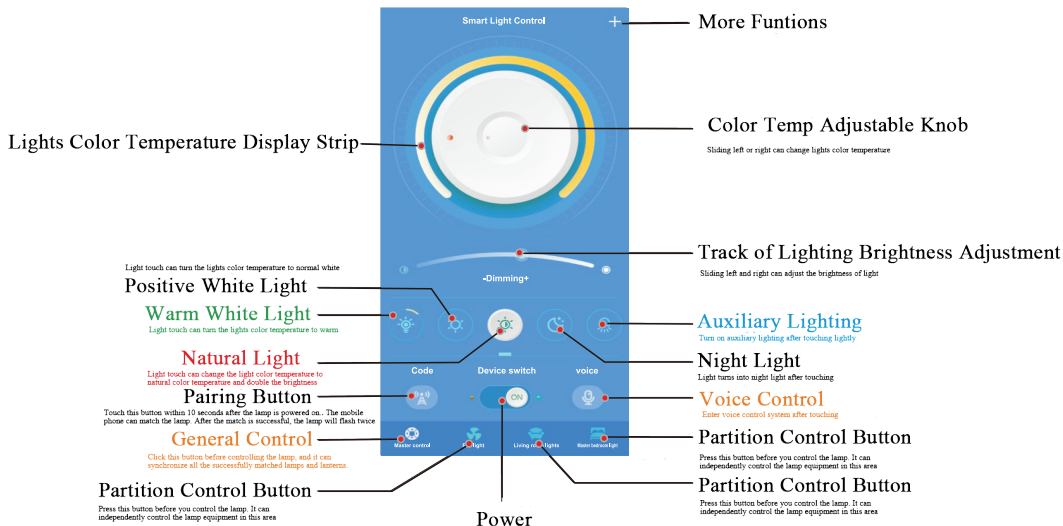 Smart Light Control
More Funtions
Color Temp Adjustable Knob
Sliding left or right can change lights color temperature
Lights Color Temperature Display Strip
Track of Lighting Brightness Adjustment
Sliding left and right can adjust the brightness of light
-Dimming+
Light touch can turn the lights color temperature to normal white
Positive White Light
Warm White Light
Light touch can turn the lights color temperature to warm
Auxiliary Lighting
Turn on auxiliary lighting after touching lightly
Natural Light
Light touch can change the light color temperature to
natural color temperature and double the brightness
Night Light
Light turns into night light after touching
Code
Device switch
voice
ON
Pairing Button
Touch this button within 10 seconds after the lamp is powered on.. The mobile
phone can match the lamp. After the match is successful, the lamp will flash twice
Voice Control
Enter voice control system after touching
General Control
Click this button before controlling the lamp, and it can
synchronize all the successfully matched lamps and lanterns.
Master control
light
Living lights
Master bedroom light
Partition Control Button
Press this button before you control the lamp. It can
independently control the lamp equipment in this area
Partition Control Button
Press this button before you control the lamp. It can
independently control the lamp equipment in this area
Partition Control Button
Press this button before you control the lamp. It can
independently control the lamp equipment in this area
Power